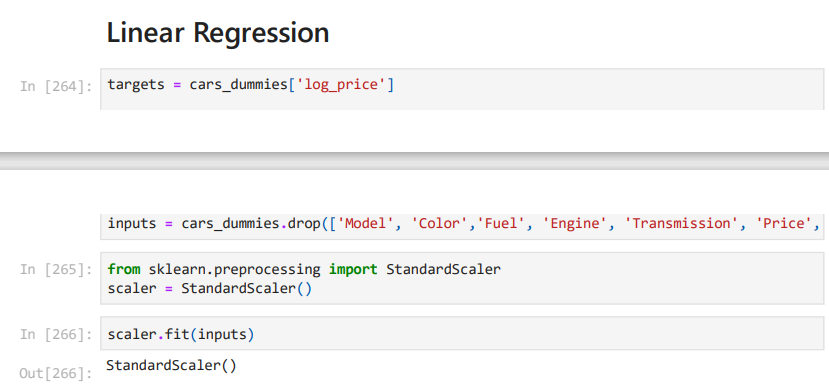 Linear Regression
In [264]: targets = cars_dummies['log_price']
inputs = cars_dummies.drop(['Model', 'Color','Fuel', 'Engine', 'Transmission', 'Price',
In [265]: from sklearn.preprocessing import StandardScaler
scaler = StandardScaler()
In [266]: scaler.fit(inputs)
Out[266]: StandardScaler()